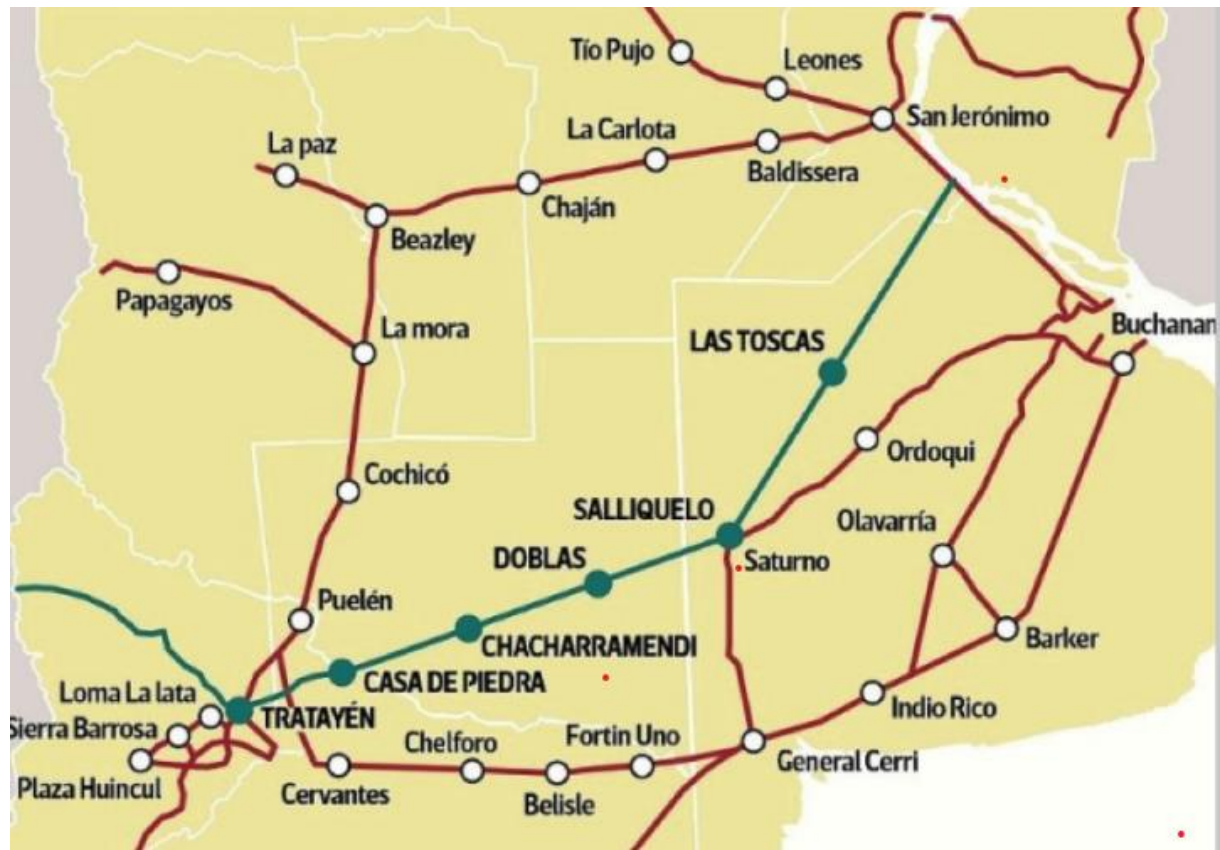 Tío Pujo
Leones
San Jerónimo
La Carlota
La paz
Baldissera
Chaján
Beazley
Papagayos
La mora
Buchanan
LAS TOSCAS
Ordoqui
Cochicó
SALLIQUELO
Olavarría
DOBLAS
Saturno
Puelén
Barker
CHACHARRAMENDI
CASA DE PIEDRA
Loma La lata
Indio Rico
TRATAYÉN
Sierra Barrosa
Fortin Uno
Chelforo
General Cerri
Plaza Huincul
Cervantes
Belisle